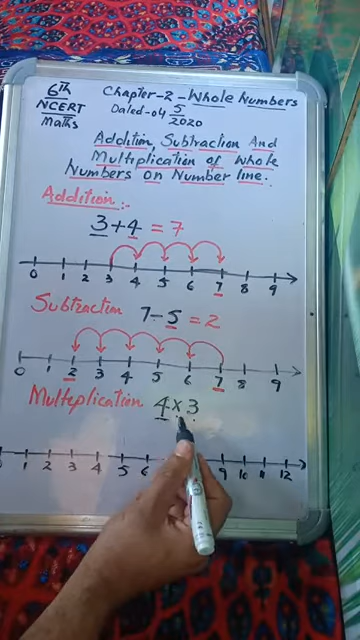 6Th
NCERT
Maths
Chapter-2-Whole Numbers
Dated-04 5/2020
Addition, Subtraction And
Multiplication of Whole
Numbers on Number line.
Addition:-
3+4=7
0 1 2 3 4 5 6 7 8 9
Subtraction 7-5=2
0 1 2 3 4 5 6 7 8 9
Multiplication 4×3
1 2 3 4 5 6 9 10 11 12